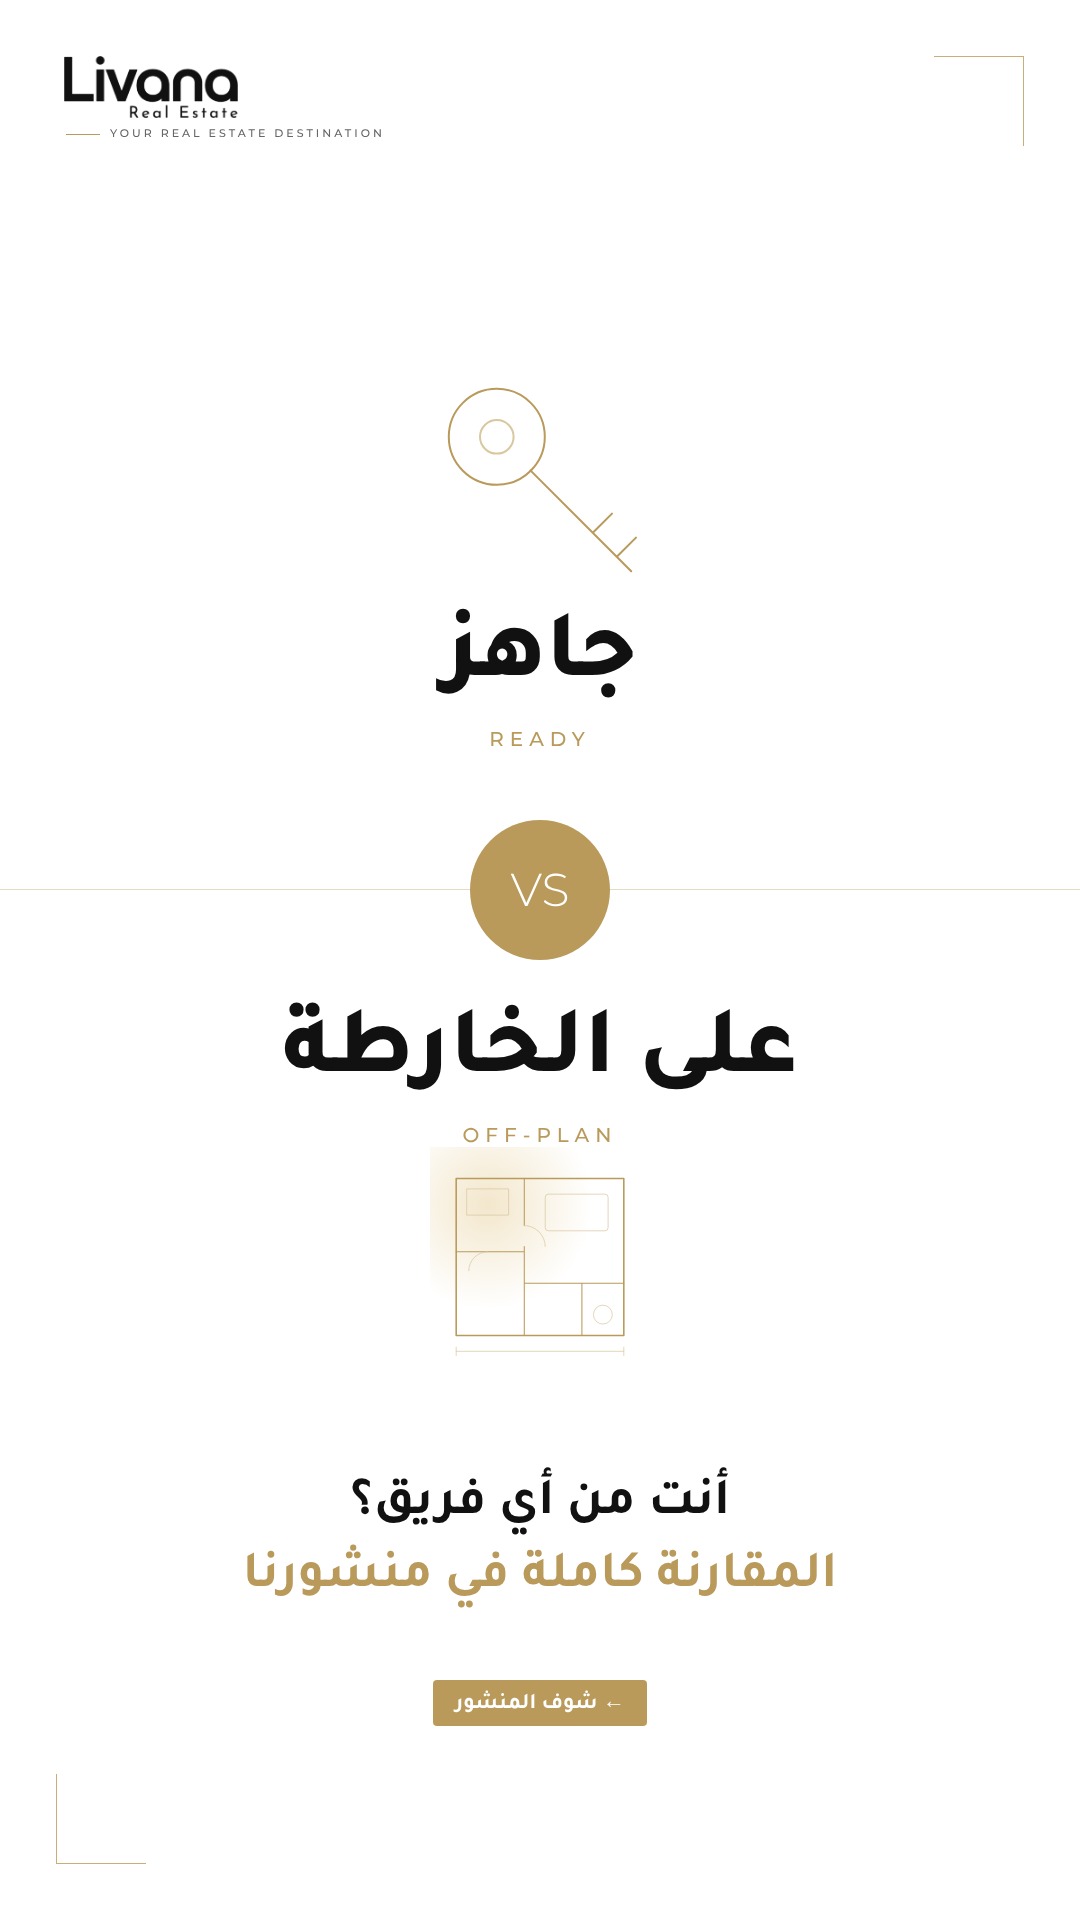 Livana
Real Estate
YOUR REAL ESTATE DESTINATION
جاهز
READY
VS
على الخارطة
OFF-PLAN
أنت من أي فريق؟
المقارنة كاملة في منشورنا
← شوف المنشور